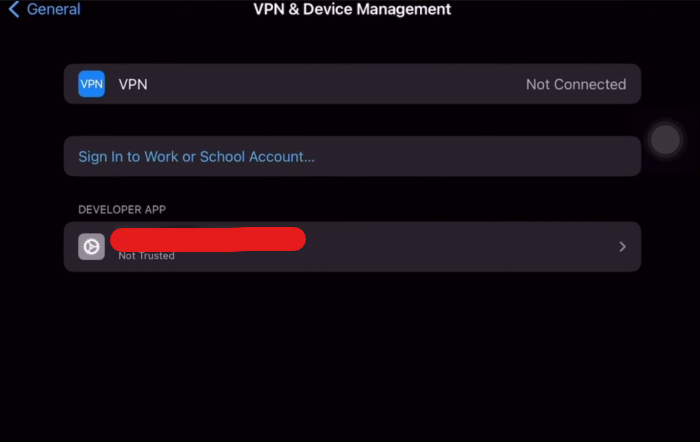 General
VPN & Device Management
VPN VPN Not Connected
Sign In to Work or School Account...
DEVELOPER APP
Not Trusted